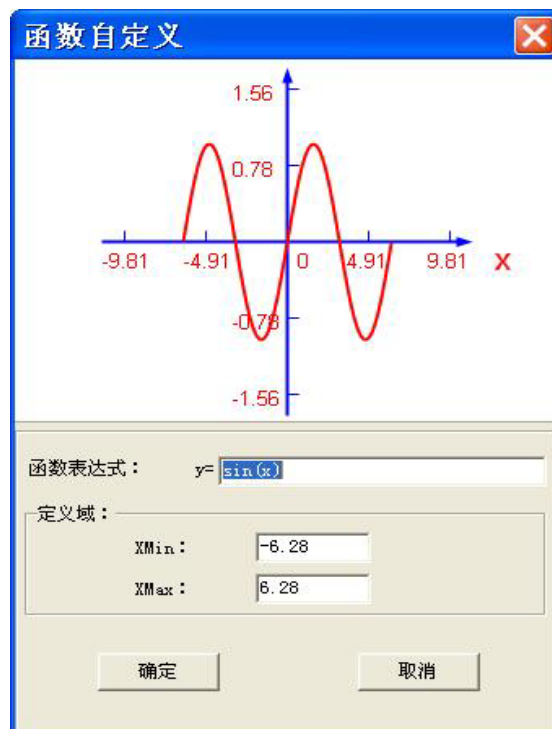 函数自定义
1.56
0.78
-9.81 -4.91 0 4.91 9.81 X
-0.78
-1.56
函数表达式： y= sin(x)
定义域：
XMin： -6.28
XMax： 6.28
确定 取消